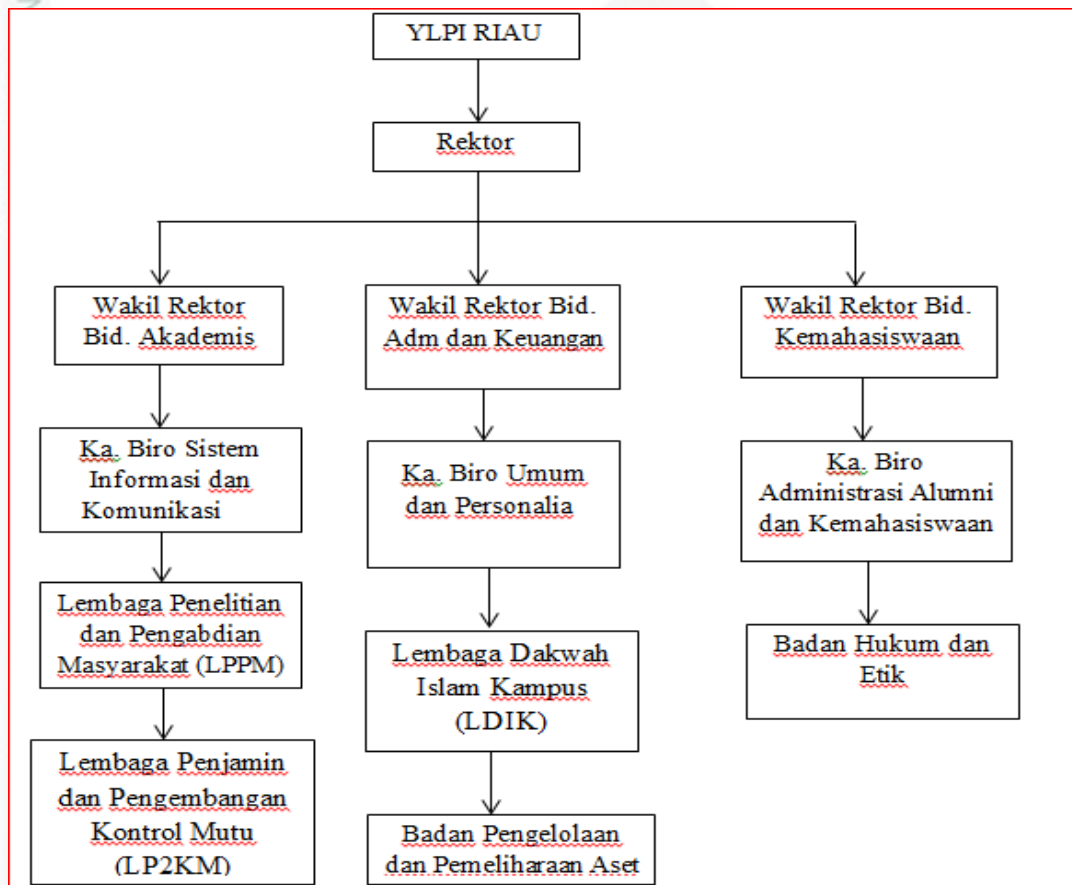 YLPI RIAU
Rektor
Wakil Rektor
Bid. Akademis
Wakil Rektor Bid.
Adm dan Keuangan
Wakil Rektor Bid.
Kemahasiswaan
Ka. Biro Sistem
Informasi dan
Komunikasi
Ka. Biro Umum
dan Personalia
Ka. Biro
Administrasi Alumni
dan Kemahasiswaan
Lembaga Penelitian
dan Pengabdian
Masyarakat (LPPM)
Lembaga Dakwah
Islam Kampus
(LDIK)
Badan Hukum dan
Etik
Lembaga Penjamin
dan Pengembangan
Kontrol Mutu
(LP2KM)
Badan Pengelolaan
dan Pemeliharaan Aset